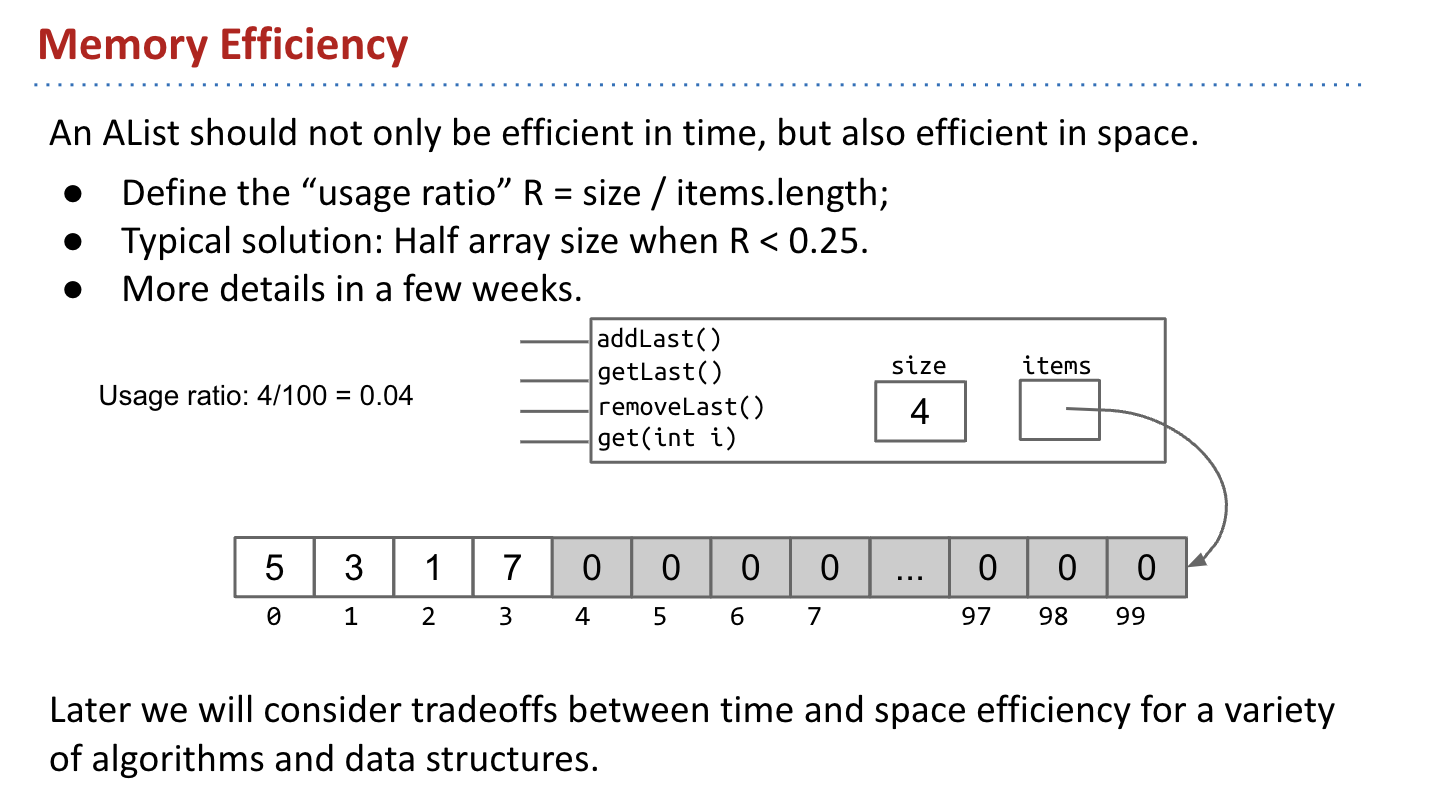 Memory Efficiency
An AList should not only be efficient in time, but also efficient in space.
● Define the “usage ratio” R = size / items.length;
● Typical solution: Half array size when R < 0.25.
● More details in a few weeks.
addLast()
getLast()
removeLast()
get(int i)
size
items
4
Usage ratio: 4/100 = 0.04
5 3 1 7 0 0 0 0 ... 0 0 0
0 1 2 3 4 5 6 7 97 98 99
Later we will consider tradeoffs between time and space efficiency for a variety
of algorithms and data structures.